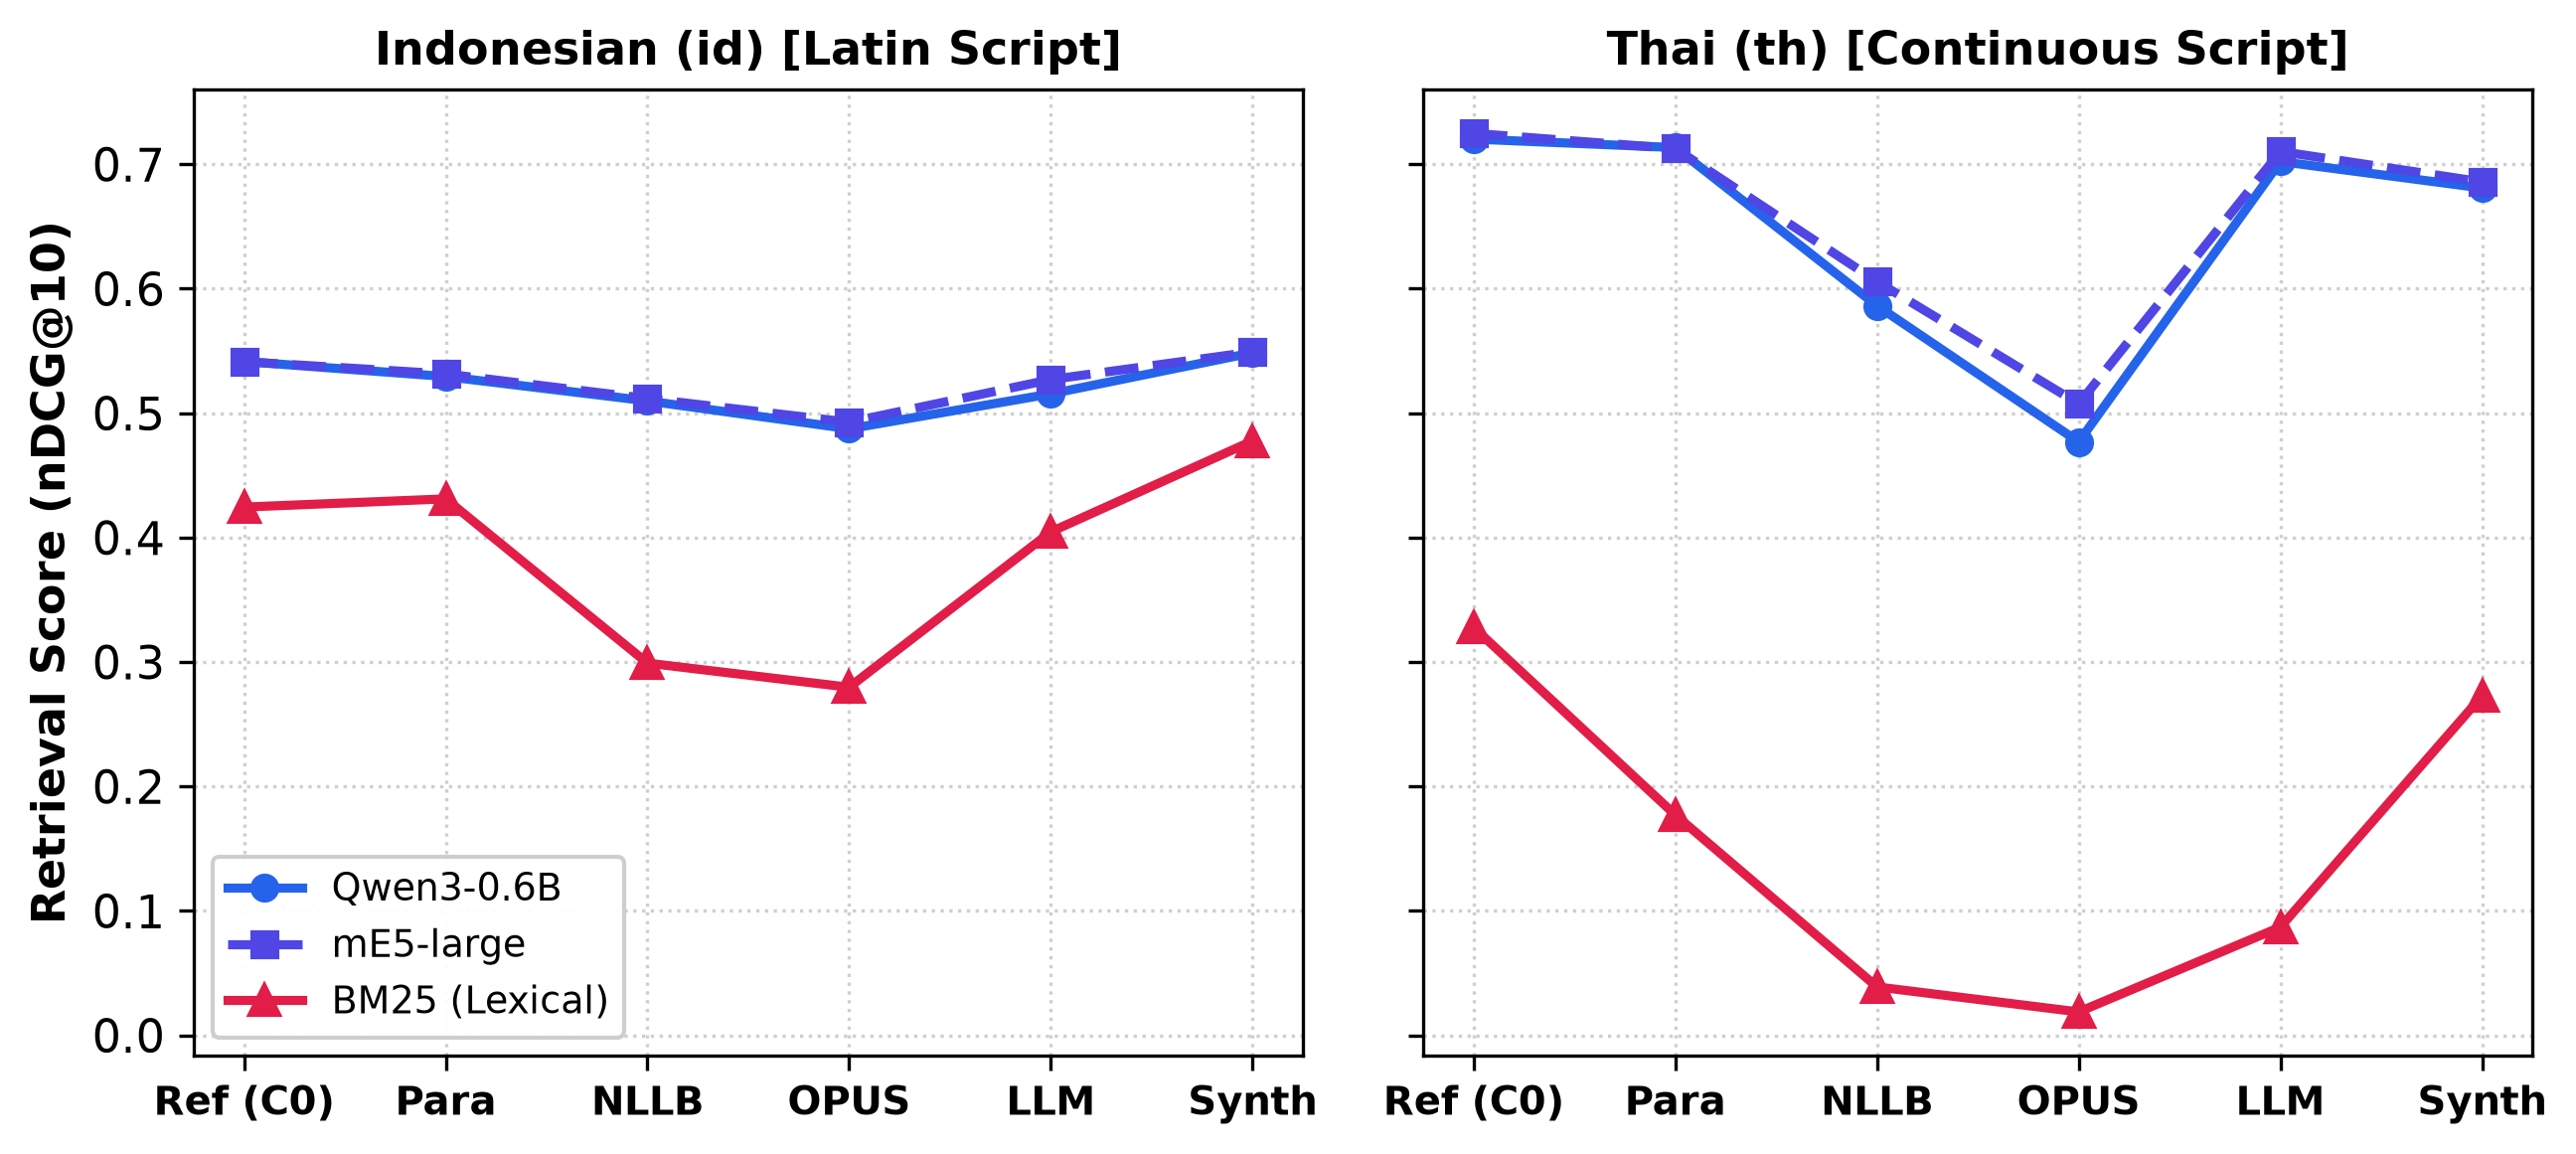 Indonesian (id) [Latin Script]
Thai (th) [Continuous Script]
Retrieval Score (nDCG@10)
0.7
0.6
0.5
0.4
0.3
0.2
0.1
0.0
Qwen3-0.6B
mE5-large
BM25 (Lexical)
Ref (C0) Para NLLB OPUS LLM Synth
Ref (C0) Para NLLB OPUS LLM Synth